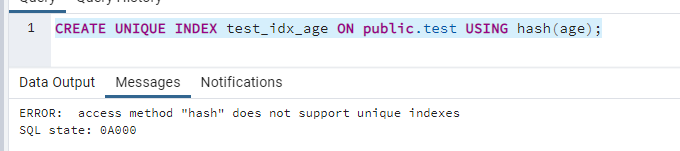 Query Query History
1 CREATE UNIQUE INDEX test_idx_age ON public.test USING hash(age);
Data Output Messages Notifications
ERROR:  access method "hash" does not support unique indexes
SQL state: 0A000